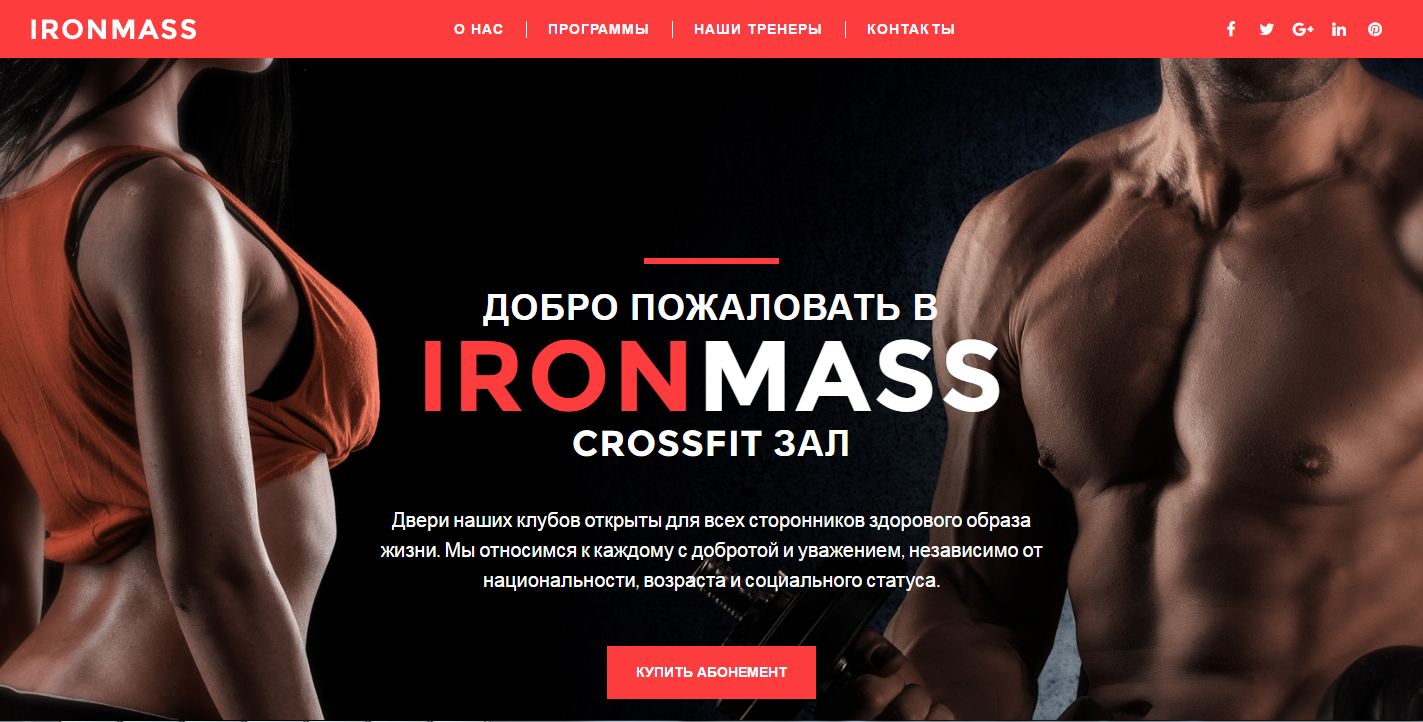 IRONMASS
О НАС
ПРОГРАММЫ
НАШИ ТРЕНЕРЫ
КОНТАКТЫ
ДОБРО ПОЖАЛОВАТЬ В
IRONMASS
CROSSFIT ЗАЛ
Двери наших клубов открыты для всех сторонников здорового образа
жизни. Мы относимся к каждому с добротой и уважением, независимо от
национальности, возраста и социального статуса.
КУПИТЬ АБОНЕМЕНТ